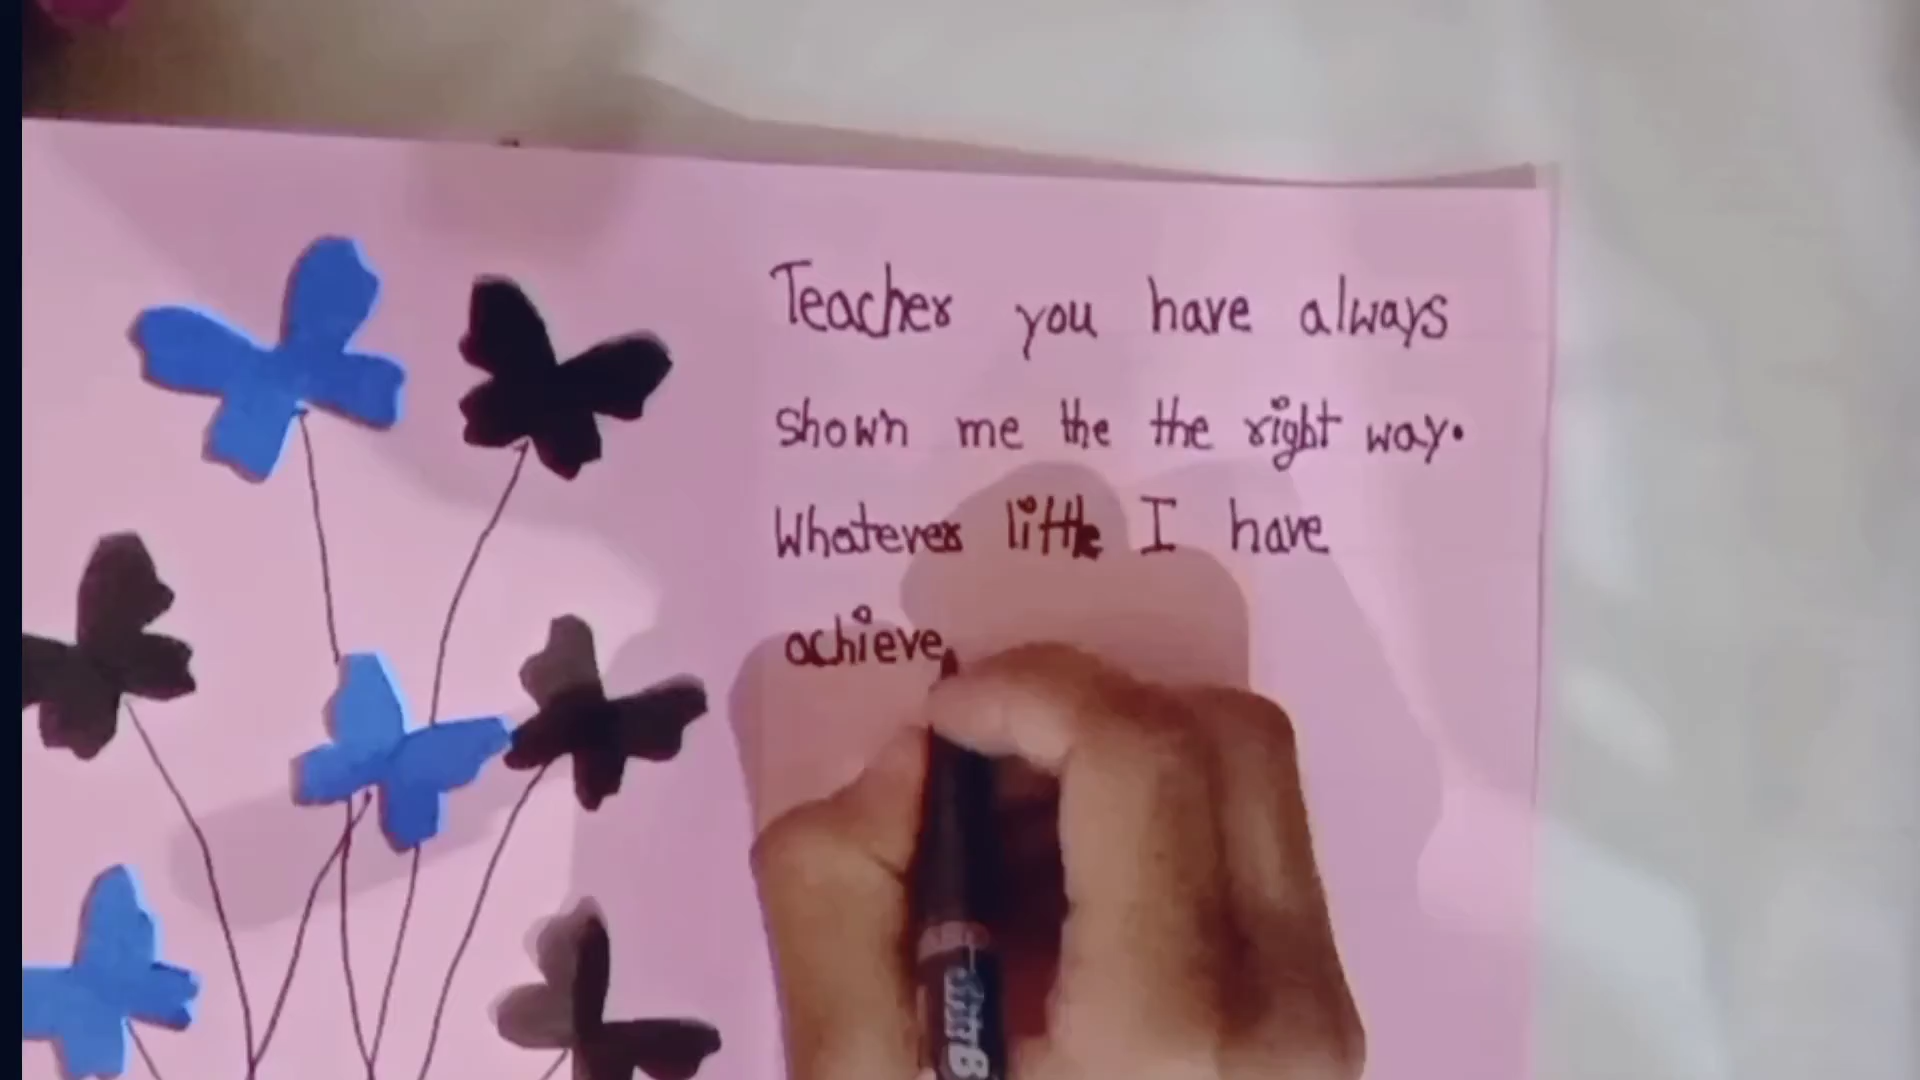 Teacher you have always
shown me the the right way.
Whatever little I have
achieve